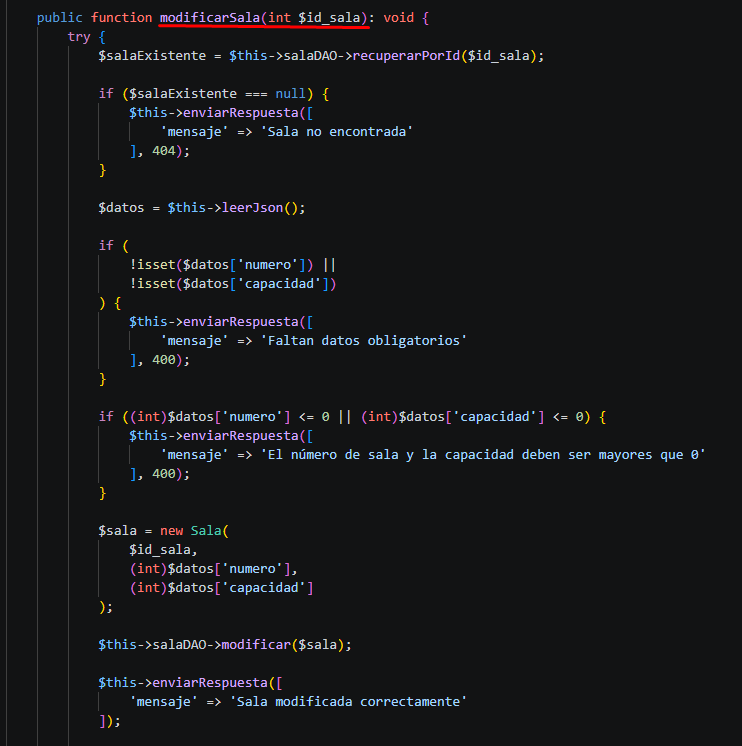 public function modificarSala(int $id_sala): void {
try {
$salaExistente = $this->salaDAO->recuperarPorId($id_sala);
if ($salaExistente === null) {
$this->enviarRespuesta([
'mensaje' => 'Sala no encontrada'
], 404);
}
$datos = $this->leerJson();
if (
!isset($datos['numero']) ||
!isset($datos['capacidad'])
) {
$this->enviarRespuesta([
'mensaje' => 'Faltan datos obligatorios'
], 400);
}
if ((int)$datos['numero'] <= 0 || (int)$datos['capacidad'] <= 0) {
$this->enviarRespuesta([
'mensaje' => 'El número de sala y la capacidad deben ser mayores que 0'
], 400);
}
$sala = new Sala(
$id_sala,
(int)$datos['numero'],
(int)$datos['capacidad']
);
$this->salaDAO->modificar($sala);
$this->enviarRespuesta([
'mensaje' => 'Sala modificada correctamente'
]);